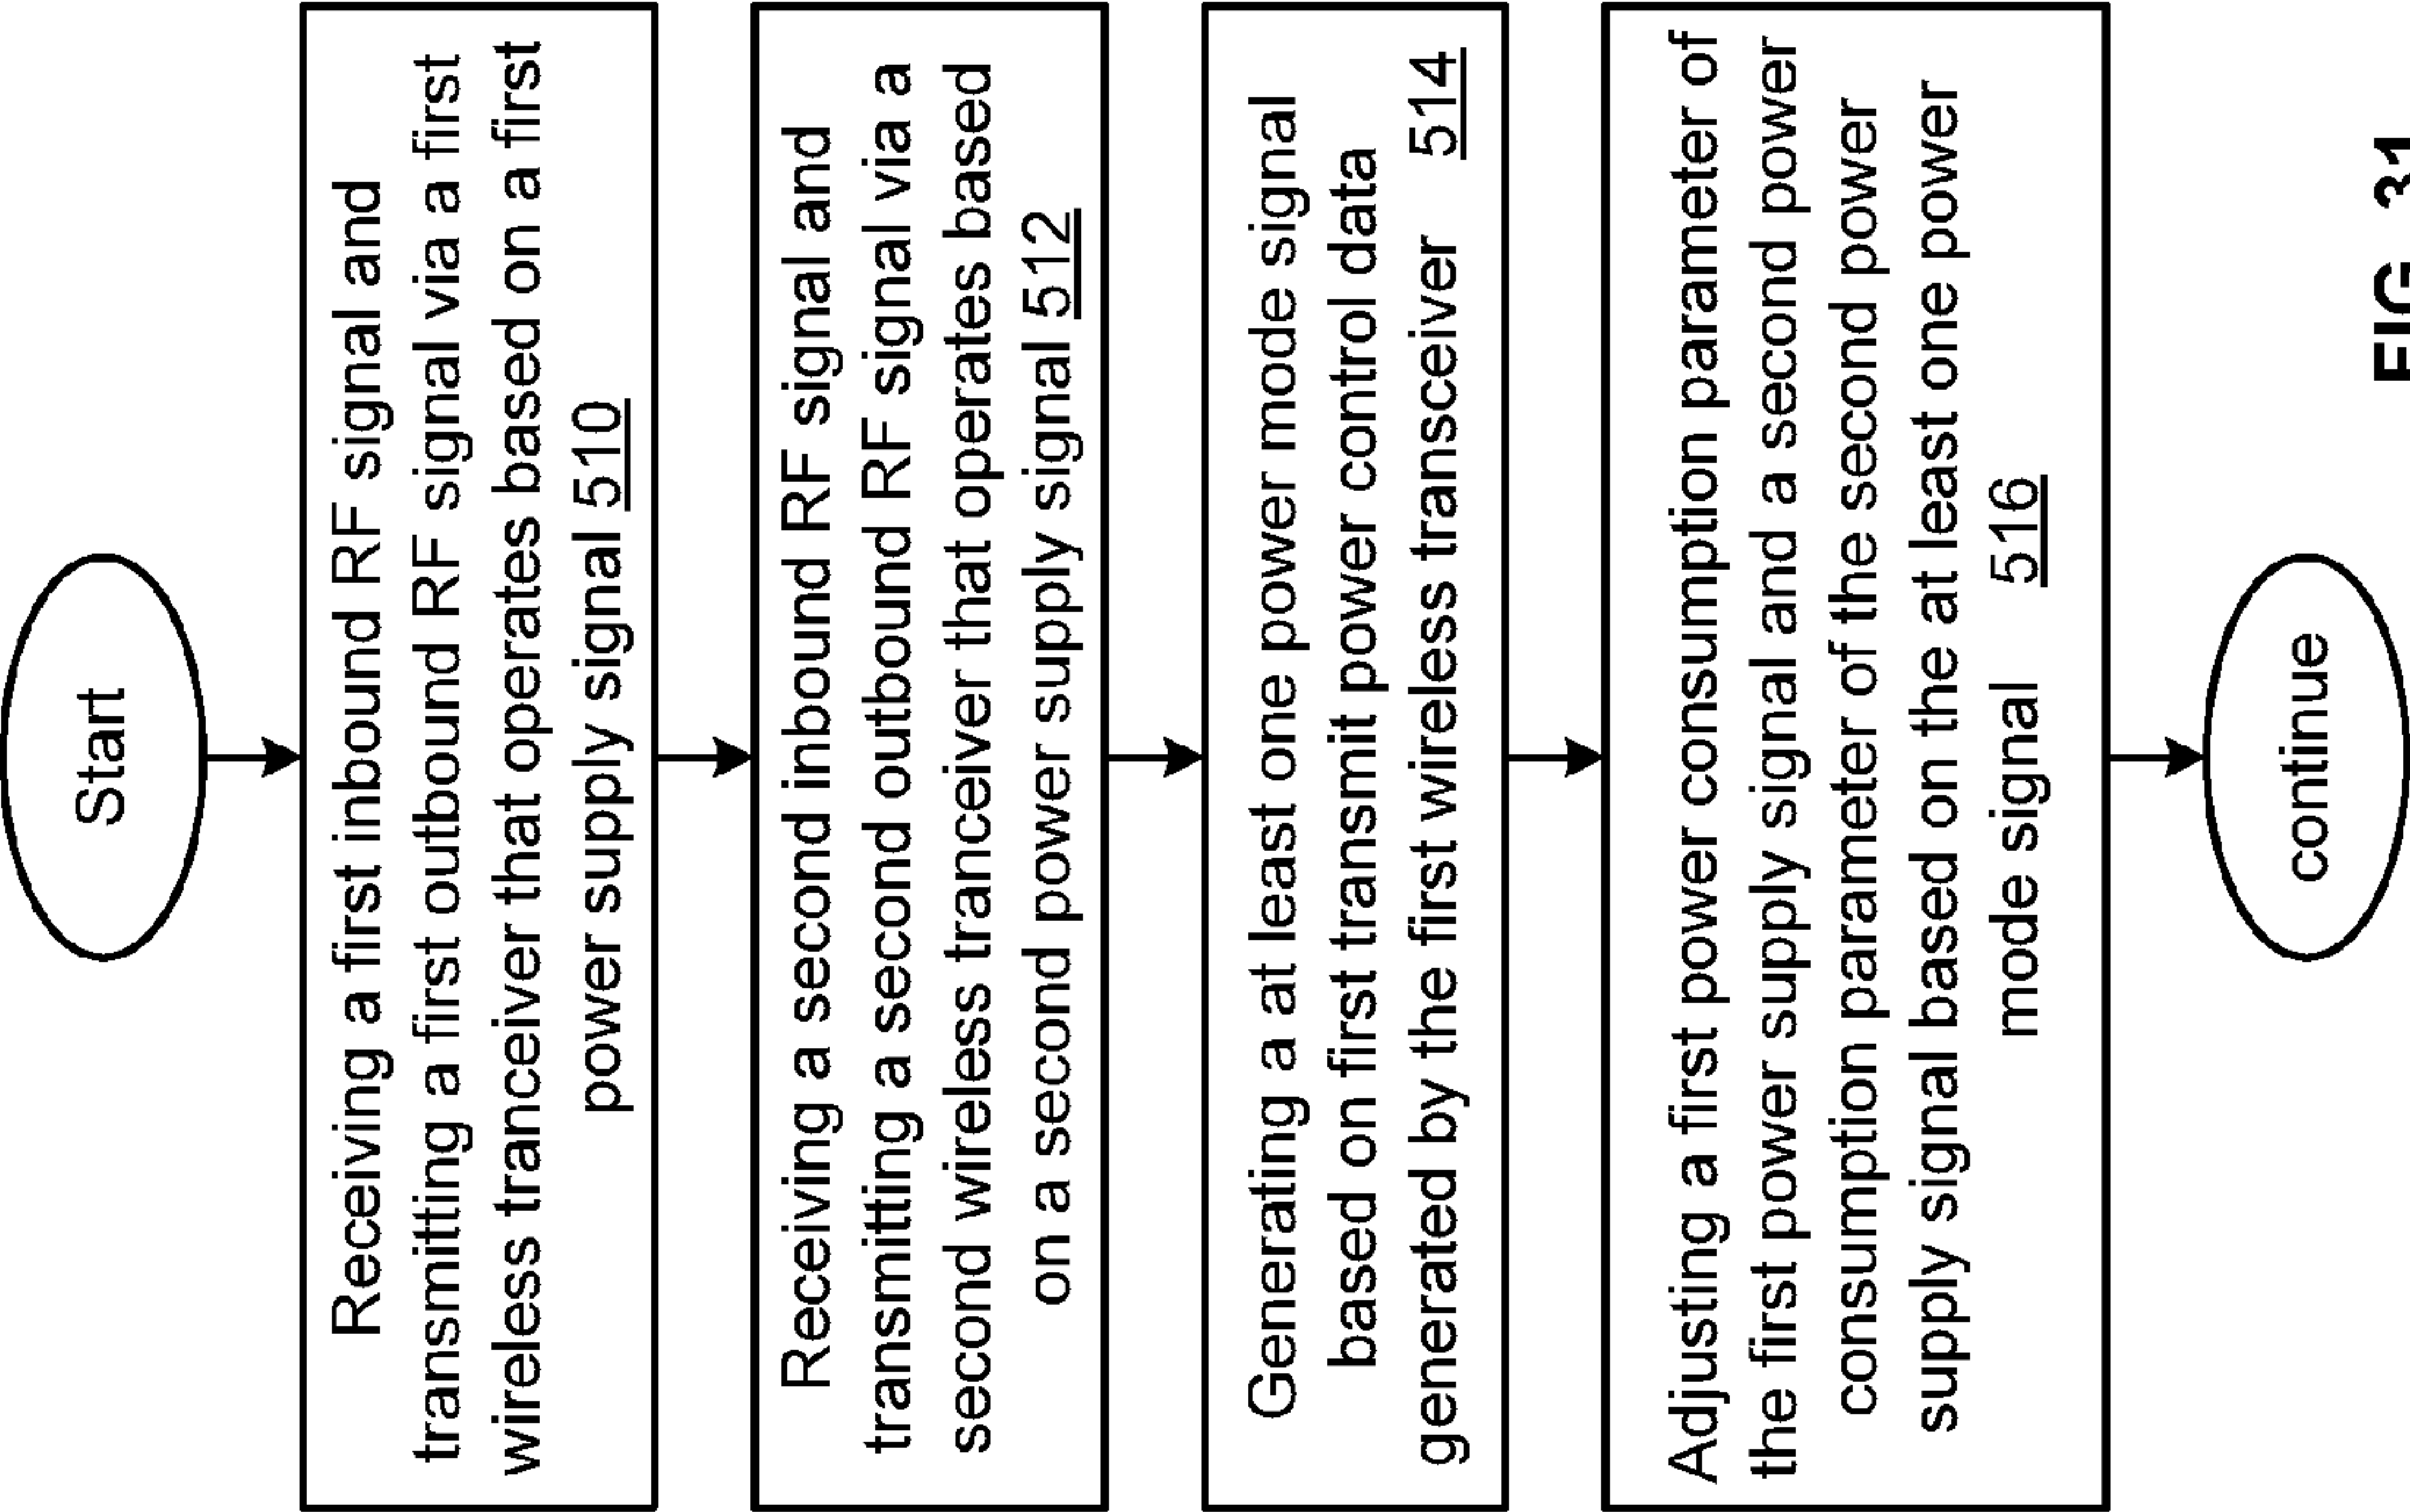 Start
Receiving a first inbound RF signal and
transmitting a first outbound RF signal via a first
wireless tranceiver that operates based on a first
power supply signal 510
Receiving a second inbound RF signal and
transmitting a second outbound RF signal via a
second wireless tranceiver that operates based
on a second power supply signal 512
Generating a at least one power mode signal
based on first transmit power control data
generated by the first wireless transceiver 514
Adjusting a first power consumption parameter of
the first power supply signal and a second power
consumption parameter of the second power
supply signal based on the at least one power
mode signal 516
continue
FIG. 31